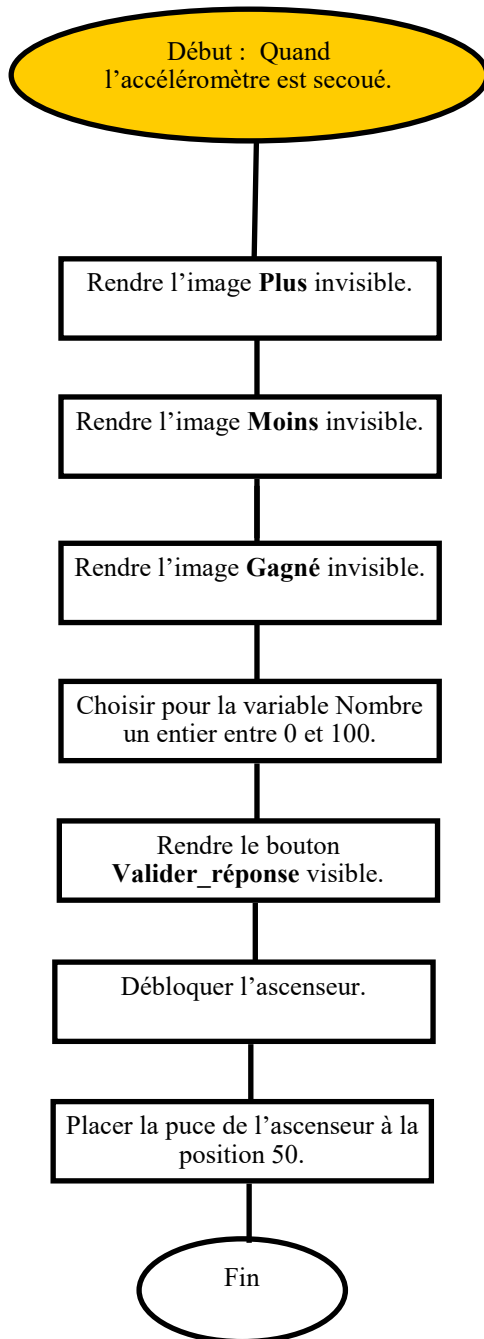 Début :  Quand
l’accéléromètre est secoué.
Rendre l’image Plus invisible.
Rendre l’image Moins invisible.
Rendre l’image Gagné invisible.
Choisir pour la variable Nombre
un entier entre 0 et 100.
Rendre le bouton
Valider_réponse visible.
Débloquer l’ascenseur.
Placer la puce de l’ascenseur à la
position 50.
Fin